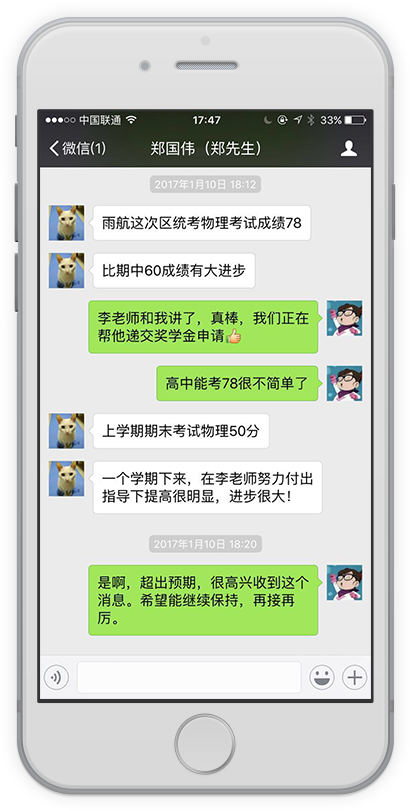 中国联通 17:47 33%
微信(1) 郑国伟（郑先生）
2017年1月10日 18:12
雨航这次区统考物理考试成绩78
比期中60成绩有大进步
李老师和我讲了，真棒，我们正在
帮他递交奖学金申请👍
高中能考78很不简单了
上学期期末考试物理50分
一个学期下来，在李老师努力付出
指导下提高很明显，进步很大！
2017年1月10日 18:20
是啊，超出预期，很高兴收到这个
消息。希望能继续保持，再接再
厉。